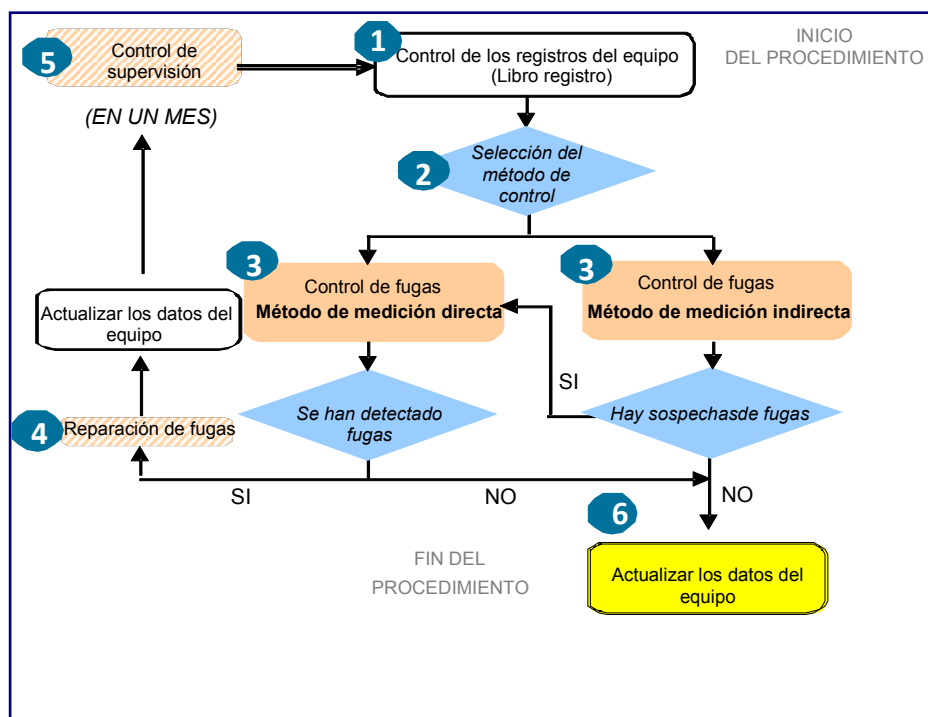 5
Control de
supervisión
1
Control de los registros del equipo
(Libro registro)
INICIO
DEL PROCEDIMIENTO
(EN UN MES)
2
Selección del
método de
control
3
Control de fugas
Método de medición directa
3
Control de fugas
Método de medición indirecta
Actualizar los datos del
equipo
SI
Se han detectado
fugas
Hay sospechasde fugas
4
Reparación de fugas
SI
NO
NO
6
FIN DEL
PROCEDIMIENTO
Actualizar los datos del
equipo